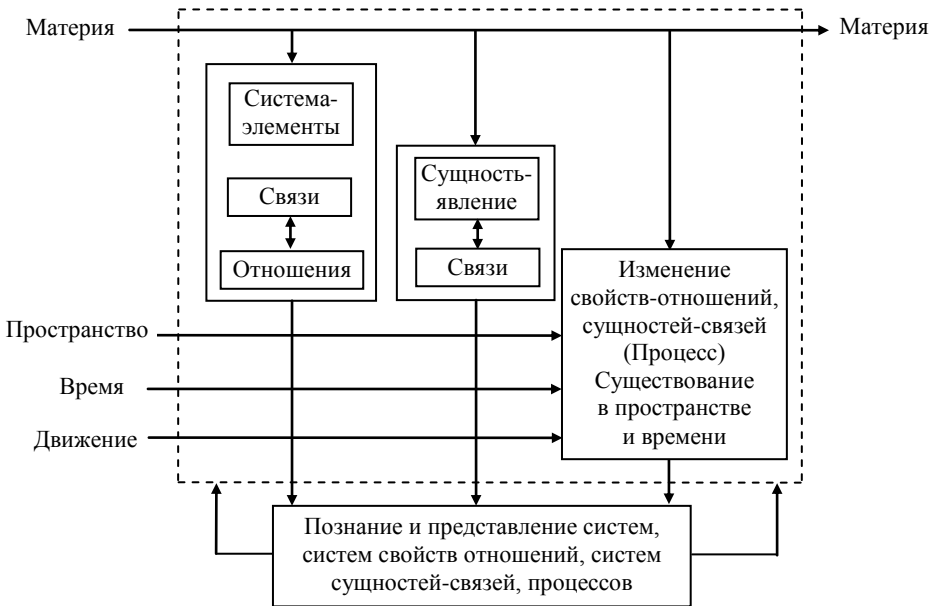 Материя
Материя
Система-
элементы
Связи
Отношения
Сущность-
явление
Связи
Изменение
свойств-отношений,
сущностей-связей
(Процесс)
Существование
в пространстве
и времени
Пространство
Время
Движение
Познание и представление систем,
систем свойств отношений, систем
сущностей-связей, процессов